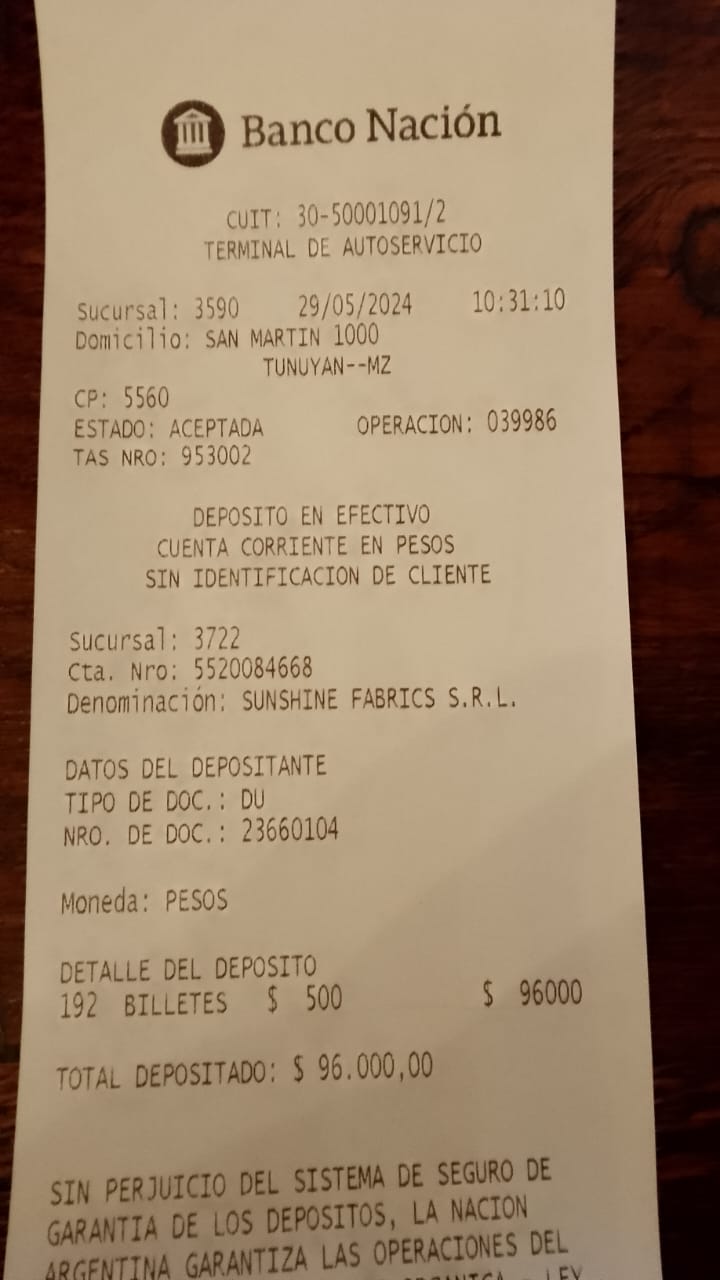 Banco Nación
CUIT: 30-50001091/2
TERMINAL DE AUTOSERVICIO
Sucursal: 3590 29/05/2024 10:31:10
Domicilio: SAN MARTIN 1000
TUNUYAN--MZ
CP: 5560
ESTADO: ACEPTADA OPERACION: 039986
TAS NRO: 953002
DEPOSITO EN EFECTIVO
CUENTA CORRIENTE EN PESOS
SIN IDENTIFICACION DE CLIENTE
Sucursal: 3722
Cta. Nro: 5520084668
Denominación: SUNSHINE FABRICS S.R.L.
DATOS DEL DEPOSITANTE
TIPO DE DOC.: DU
NRO. DE DOC.: 23660104
Moneda: PESOS
DETALLE DEL DEPOSITO
192 BILLETES $ 500 $ 96000
TOTAL DEPOSITADO: $ 96.000,00
SIN PERJUICIO DEL SISTEMA DE SEGURO DE
GARANTIA DE LOS DEPOSITOS, LA NACION
ARGENTINA GARANTIZA LAS OPERACIONES DEL
LEY